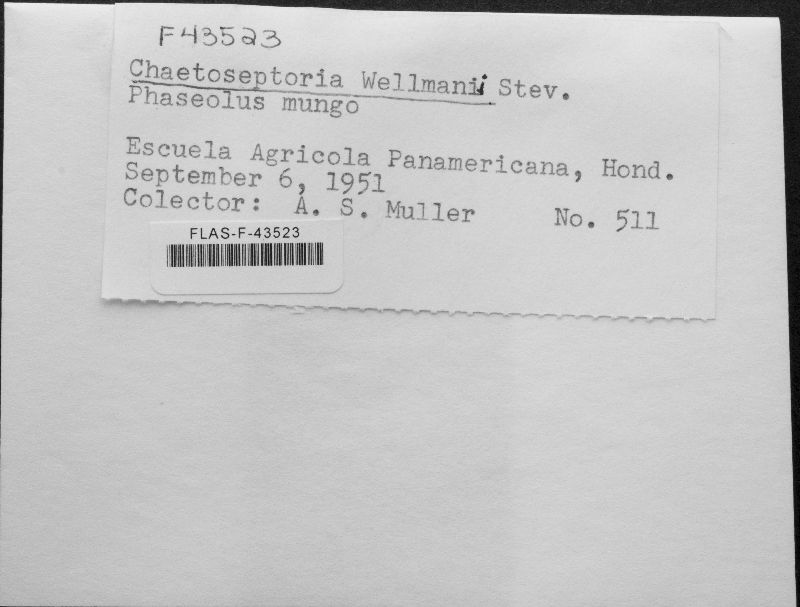 F43523
Chaetoseptoria Wellmanii Stev.
Phaseolus mungo
Escuela Agricola Panamericana, Hond.
September 6, 1951
Colector: A. S. Muller No. 511
FLAS-F-43523